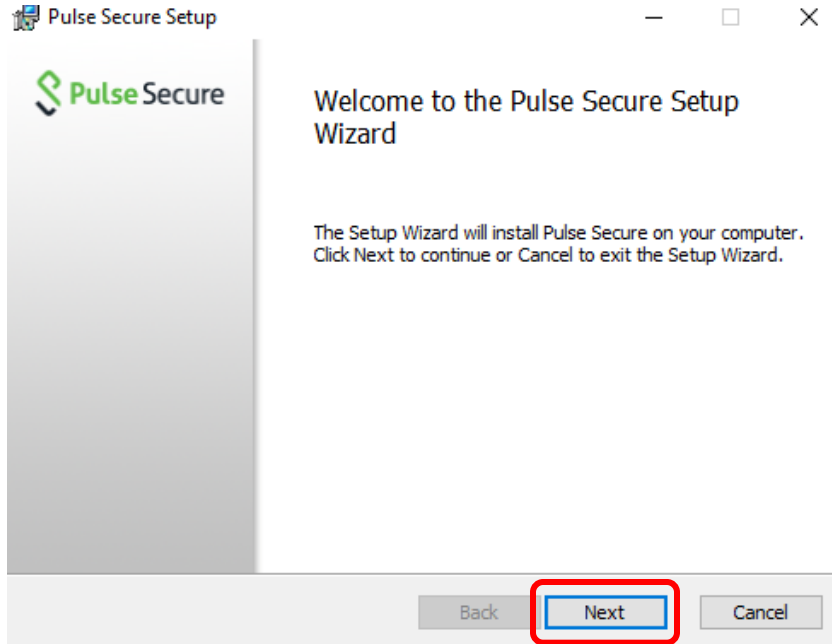 Pulse Secure Setup
Pulse Secure
Welcome to the Pulse Secure Setup
Wizard
The Setup Wizard will install Pulse Secure on your computer.
Click Next to continue or Cancel to exit the Setup Wizard.
Back
Next
Cancel